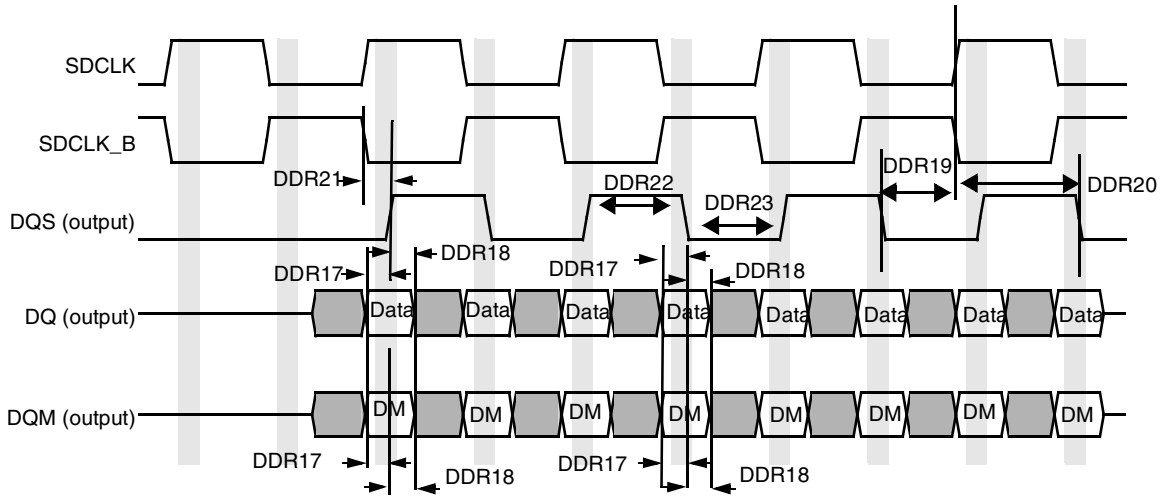 SDCLK
SDCLK_B
DDR21
DDR22
DDR19
DDR20
DDR23
DQS (output)
DDR18
DDR17
DDR17
DDR18
DQ (output)
Data
Data
Data
Data
Data
Data
Data
Data
DQM (output)
DM
DM
DM
DM
DM
DM
DM
DM
DDR17
DDR18
DDR17
DDR18